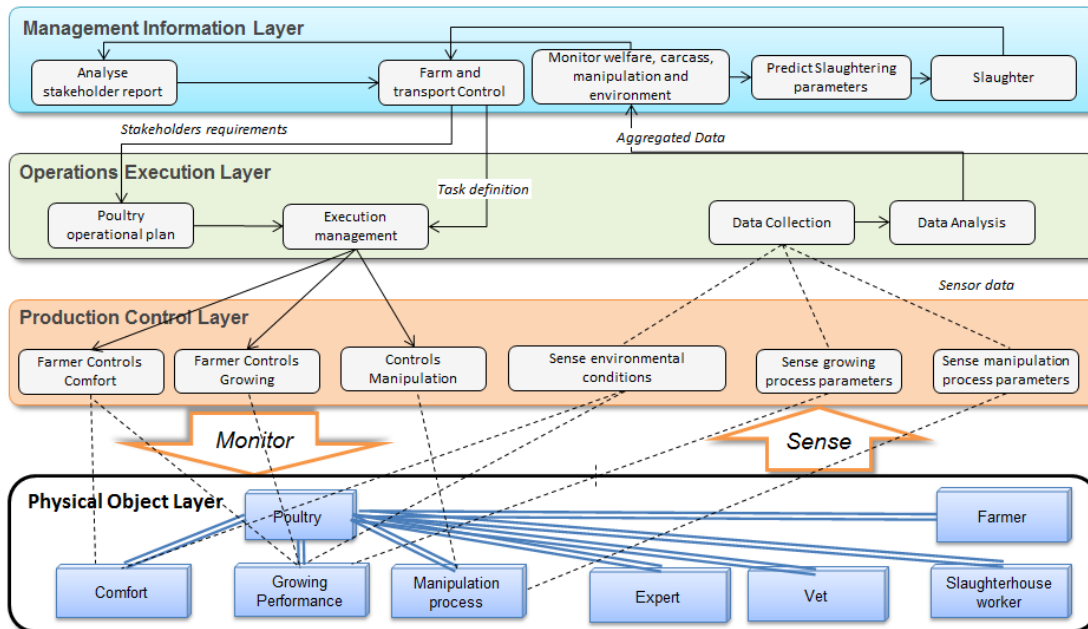 Management Information Layer
Analyse
stakeholder report
Farm and
transport Control
Monitor welfare, carcass,
manipulation and
environment
Predict Slaughtering
parameters
Slaughter
Stakeholders requirements
Aggregated Data
Operations Execution Layer
Task definition
Poultry
operational plan
Execution
management
Data Collection
Data Analysis
Sensor data
Production Control Layer
Farmer Controls
Comfort
Farmer Controls
Growing
Controls
Manipulation
Sense environmental
conditions
Sense growing
process parameters
Sense manipulation
process parameters
Monitor
Sense
Physical Object Layer
Poultry
Farmer
Comfort
Growing
Performance
Manipulation
process
Expert
Vet
Slaughterhouse
worker